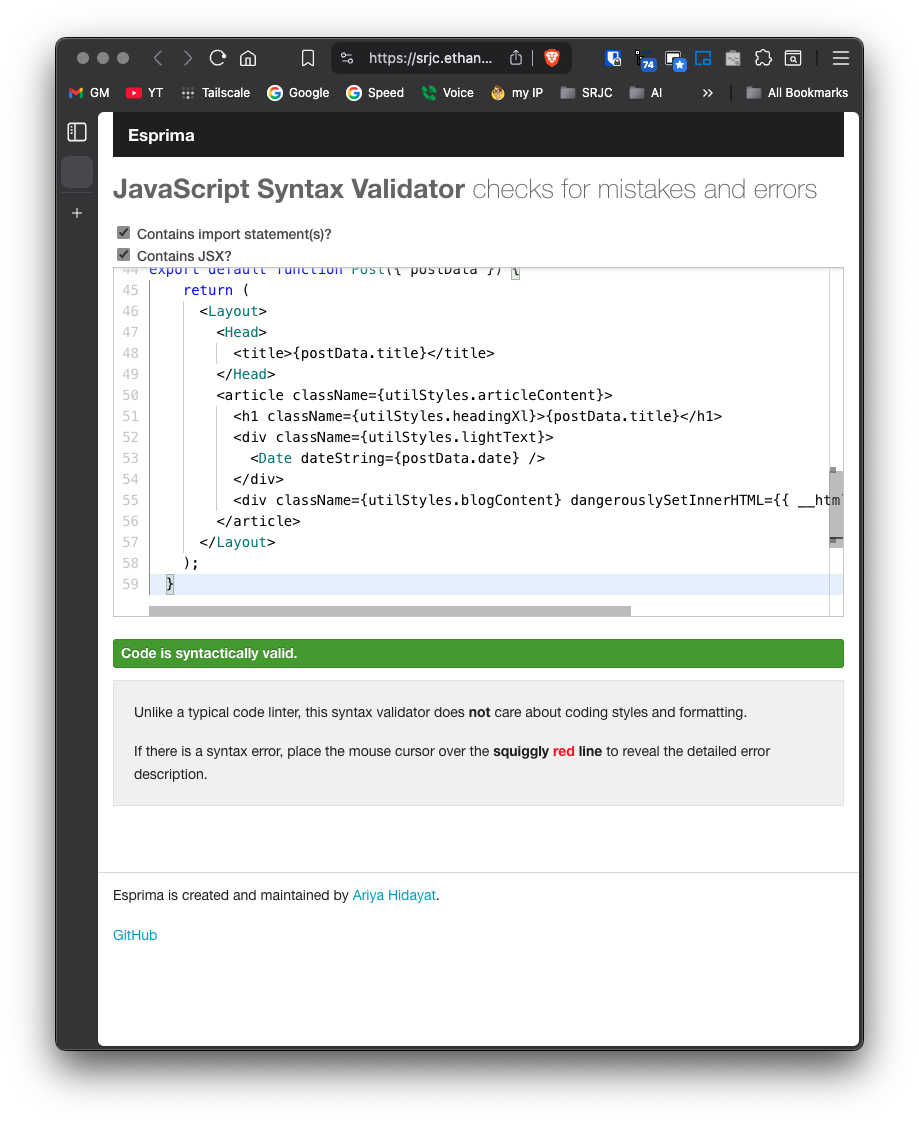 https://srjc.ethan...
74
GM
YT
Tailscale
Google
Speed
Voice
my IP
SRJC
AI
»
All Bookmarks
Esprima
JavaScript Syntax Validator checks for mistakes and errors
Contains import statement(s)?
Contains JSX?
44 export default function Post({ postData }) {
45 return (
46 <Layout>
47 <Head>
48 <title>{postData.title}</title>
49 </Head>
50 <article className={utilStyles.articleContent}>
51 <h1 className={utilStyles.headingXl}>{postData.title}</h1>
52 <div className={utilStyles.lightText}>
53 <Date dateString={postData.date} />
54 </div>
55 <div className={utilStyles.blogContent} dangerouslySetInnerHTML={{ __htm
56 </article>
57 </Layout>
58 );
59 }
Code is syntactically valid.
Unlike a typical code linter, this syntax validator does not care about coding styles and formatting.
If there is a syntax error, place the mouse cursor over the squiggly red line to reveal the detailed error
description.
Esprima is created and maintained by Ariya Hidayat.
GitHub